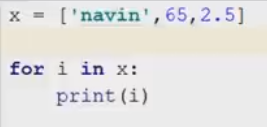 x = ['navin',65,2.5]
for i in x:
    print(i)